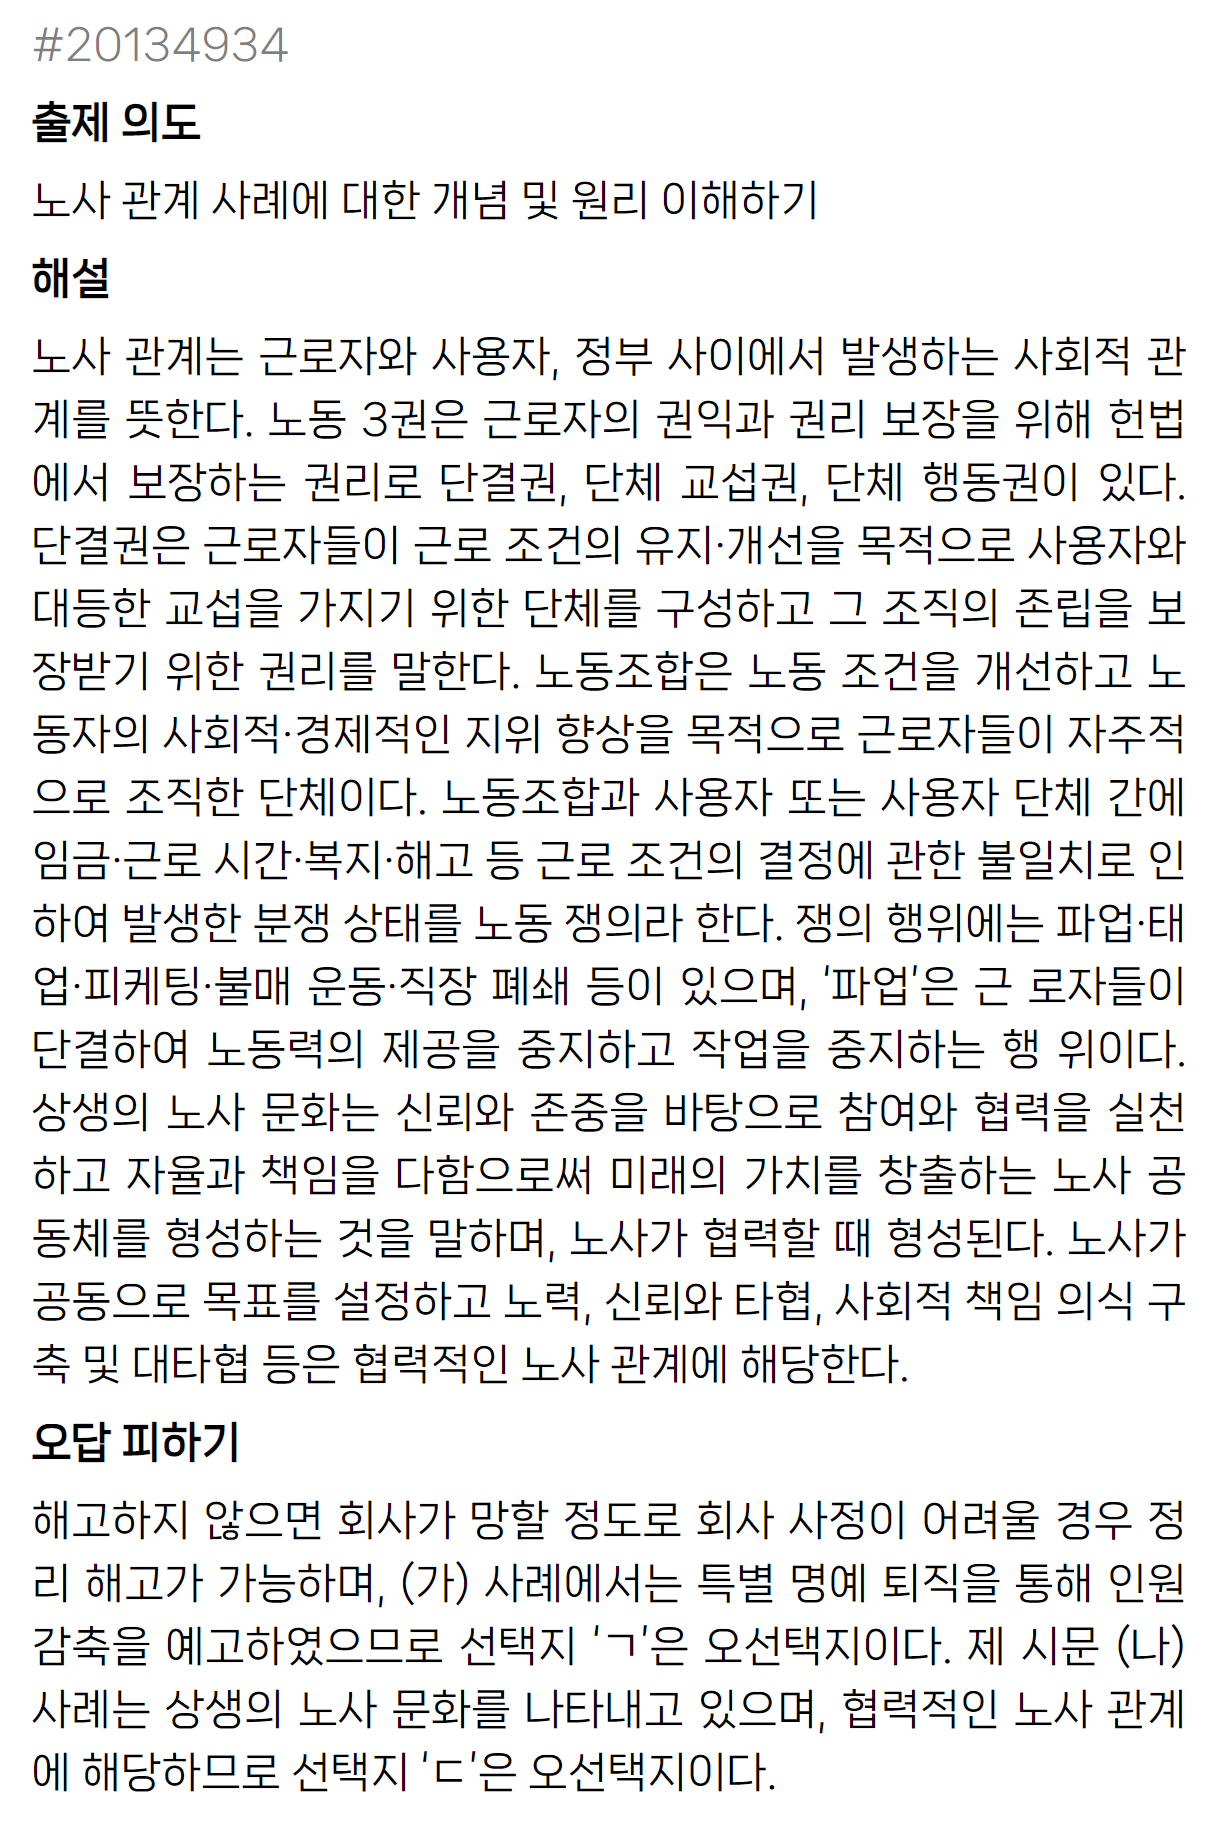 #20134934
출제 의도
노사 관계 사례에 대한 개념 및 원리 이해하기
해설
노사 관계는 근로자와 사용자, 정부 사이에서 발생하는 사회적 관
계를 뜻한다. 노동 3권은 근로자의 권익과 권리 보장을 위해 헌법
에서 보장하는 권리로 단결권, 단체 교섭권, 단체 행동권이 있다.
단결권은 근로자들이 근로 조건의 유지·개선을 목적으로 사용자와
대등한 교섭을 가지기 위한 단체를 구성하고 그 조직의 존립을 보
장받기 위한 권리를 말한다. 노동조합은 노동 조건을 개선하고 노
동자의 사회적·경제적인 지위 향상을 목적으로 근로자들이 자주적
으로 조직한 단체이다. 노동조합과 사용자 또는 사용자 단체 간에
임금·근로 시간·복지·해고 등 근로 조건의 결정에 관한 불일치로 인
하여 발생한 분쟁 상태를 노동 쟁의라 한다. 쟁의 행위에는 파업·태
업·피케팅·불매 운동·직장 폐쇄 등이 있으며, '파업'은 근 로자들이
단결하여 노동력의 제공을 중지하고 작업을 중지하는 행 위이다.
상생의 노사 문화는 신뢰와 존중을 바탕으로 참여와 협력을 실천
하고 자율과 책임을 다함으로써 미래의 가치를 창출하는 노사 공
동체를 형성하는 것을 말하며, 노사가 협력할 때 형성된다. 노사가
공동으로 목표를 설정하고 노력, 신뢰와 타협, 사회적 책임 의식 구
축 및 대타협 등은 협력적인 노사 관계에 해당한다.
오답 피하기
해고하지 않으면 회사가 망할 정도로 회사 사정이 어려울 경우 정
리 해고가 가능하며, (가) 사례에서는 특별 명예 퇴직을 통해 인원
감축을 예고하였으므로 선택지 'ㄱ'은 오선택지이다. 제 시문 (나)
사례는 상생의 노사 문화를 나타내고 있으며, 협력적인 노사 관계
에 해당하므로 선택지 'ㄷ'은 오선택지이다.